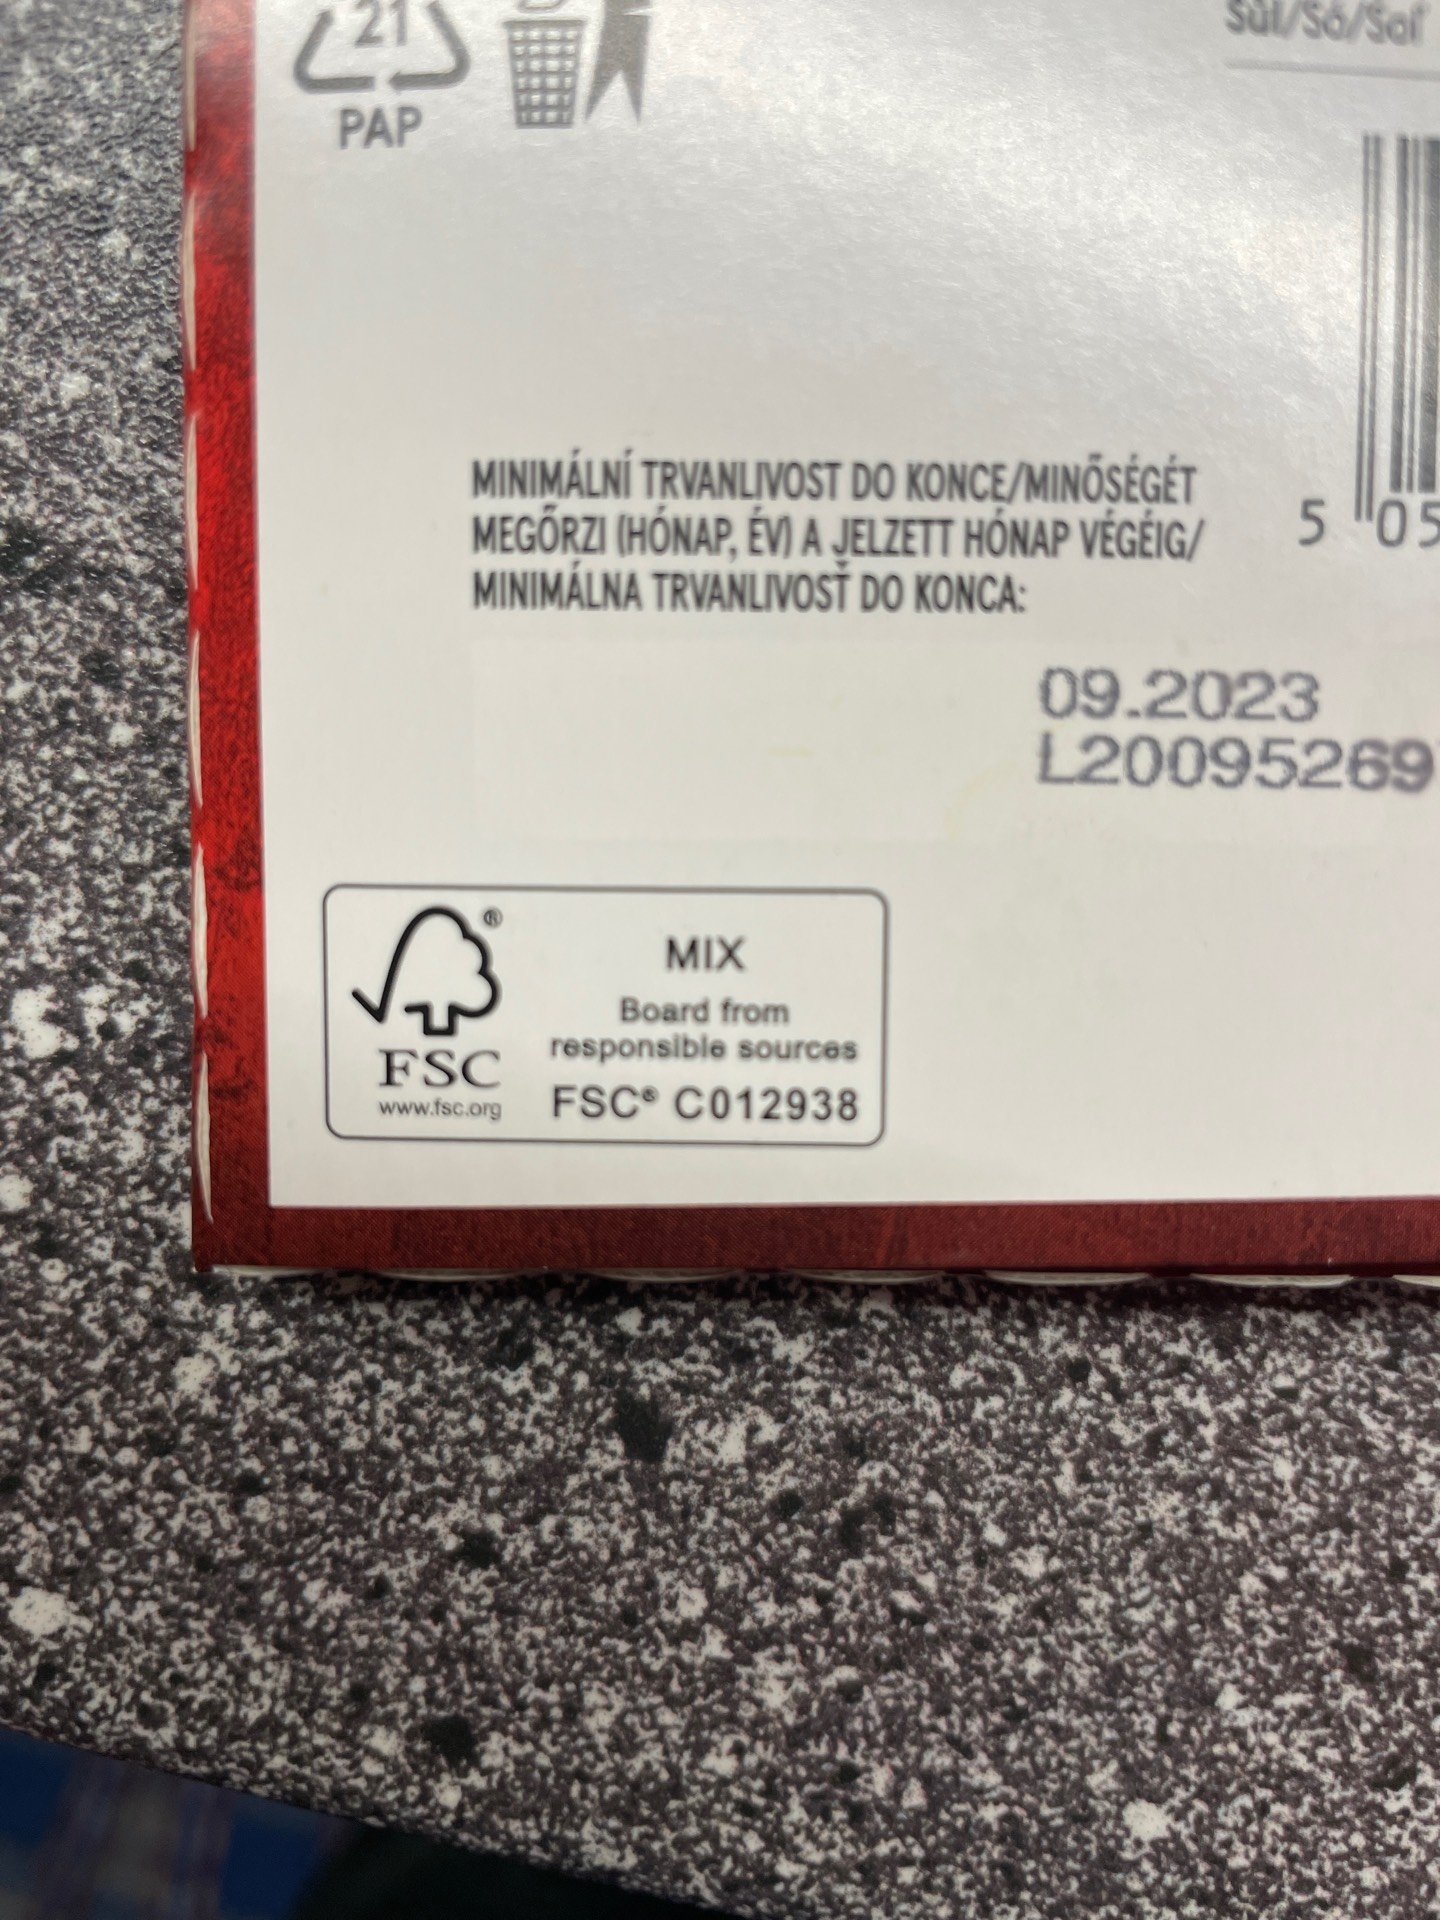 21
PAP
Sůl/Só/Soľ
MINIMÁLNÍ TRVANLIVOST DO KONCE/MINŐSÉGÉT
MEGŐRZI (HÓNAP, ÉV) A JELZETT HÓNAP VÉGÉIG/
MINIMÁLNA TRVANLIVOSŤ DO KONCA:
5 05
09.2023
L20095269
®
MIX
Board from
responsible sources
FSC
www.fsc.org
FSC® C012938